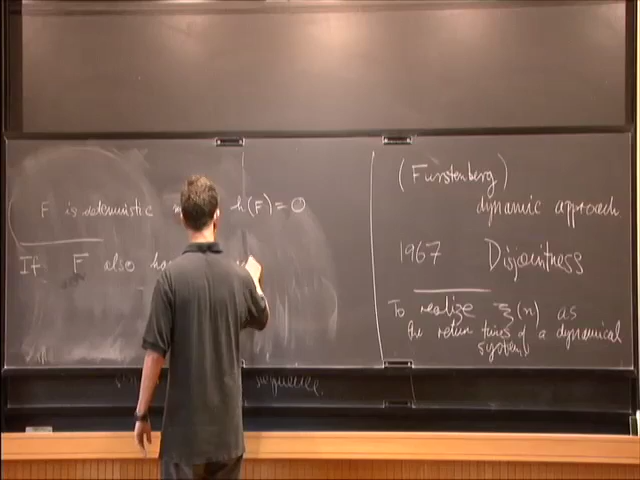 F is deterministic h(F) = 0
If F also
sequence.
(Furstenberg)
dynamic approach
1967 Disjointness
To realize ξ(n) as
the return times of a dynamical
system